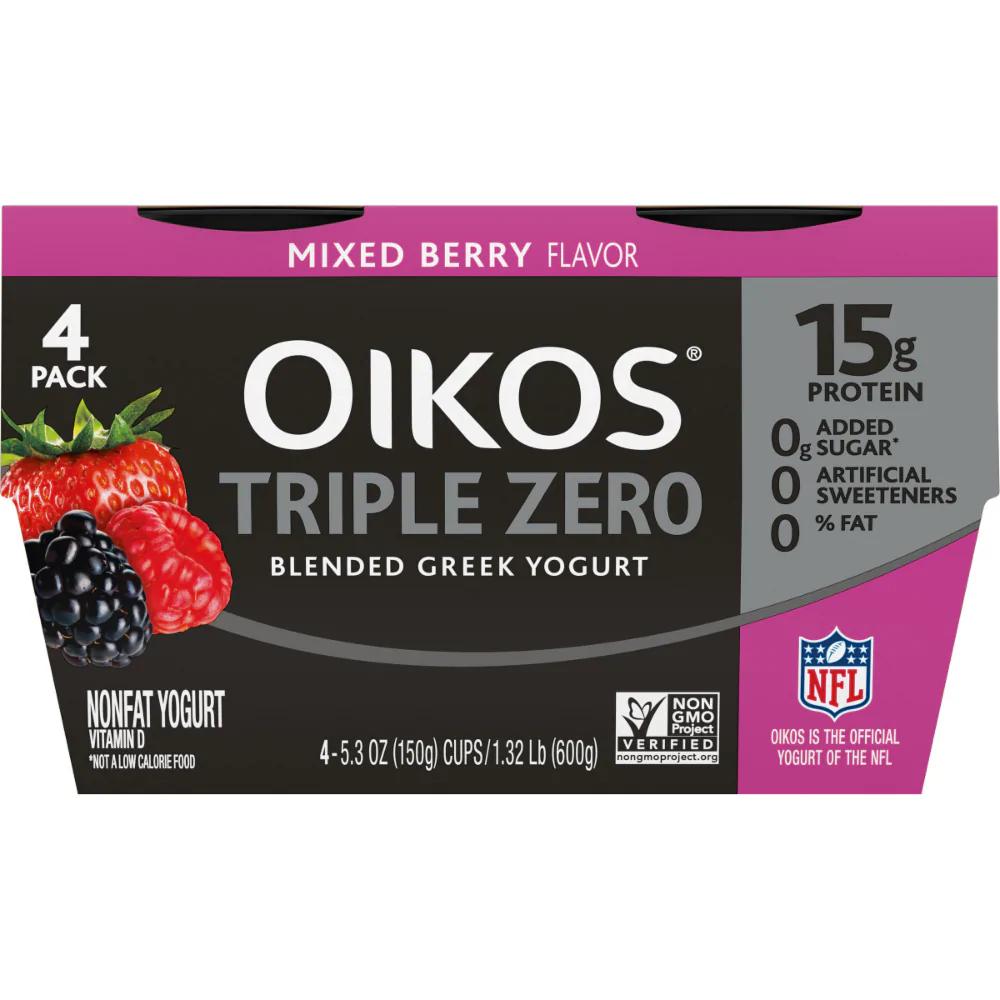 MIXED BERRY FLAVOR
4
PACK
OIKOS®
TRIPLE ZERO
BLENDED GREEK YOGURT
15g
PROTEIN
0g ADDED
SUGAR*
0 ARTIFICIAL
SWEETENERS
0 % FAT
NONFAT YOGURT
VITAMIN D
*NOT A LOW CALORIE FOOD
4-5.3 OZ (150g) CUPS/1.32 Lb (600g)
NON
GMO
Project
VERIFIED
nongmoproject.org
NFL
OIKOS IS THE OFFICIAL
YOGURT OF THE NFL